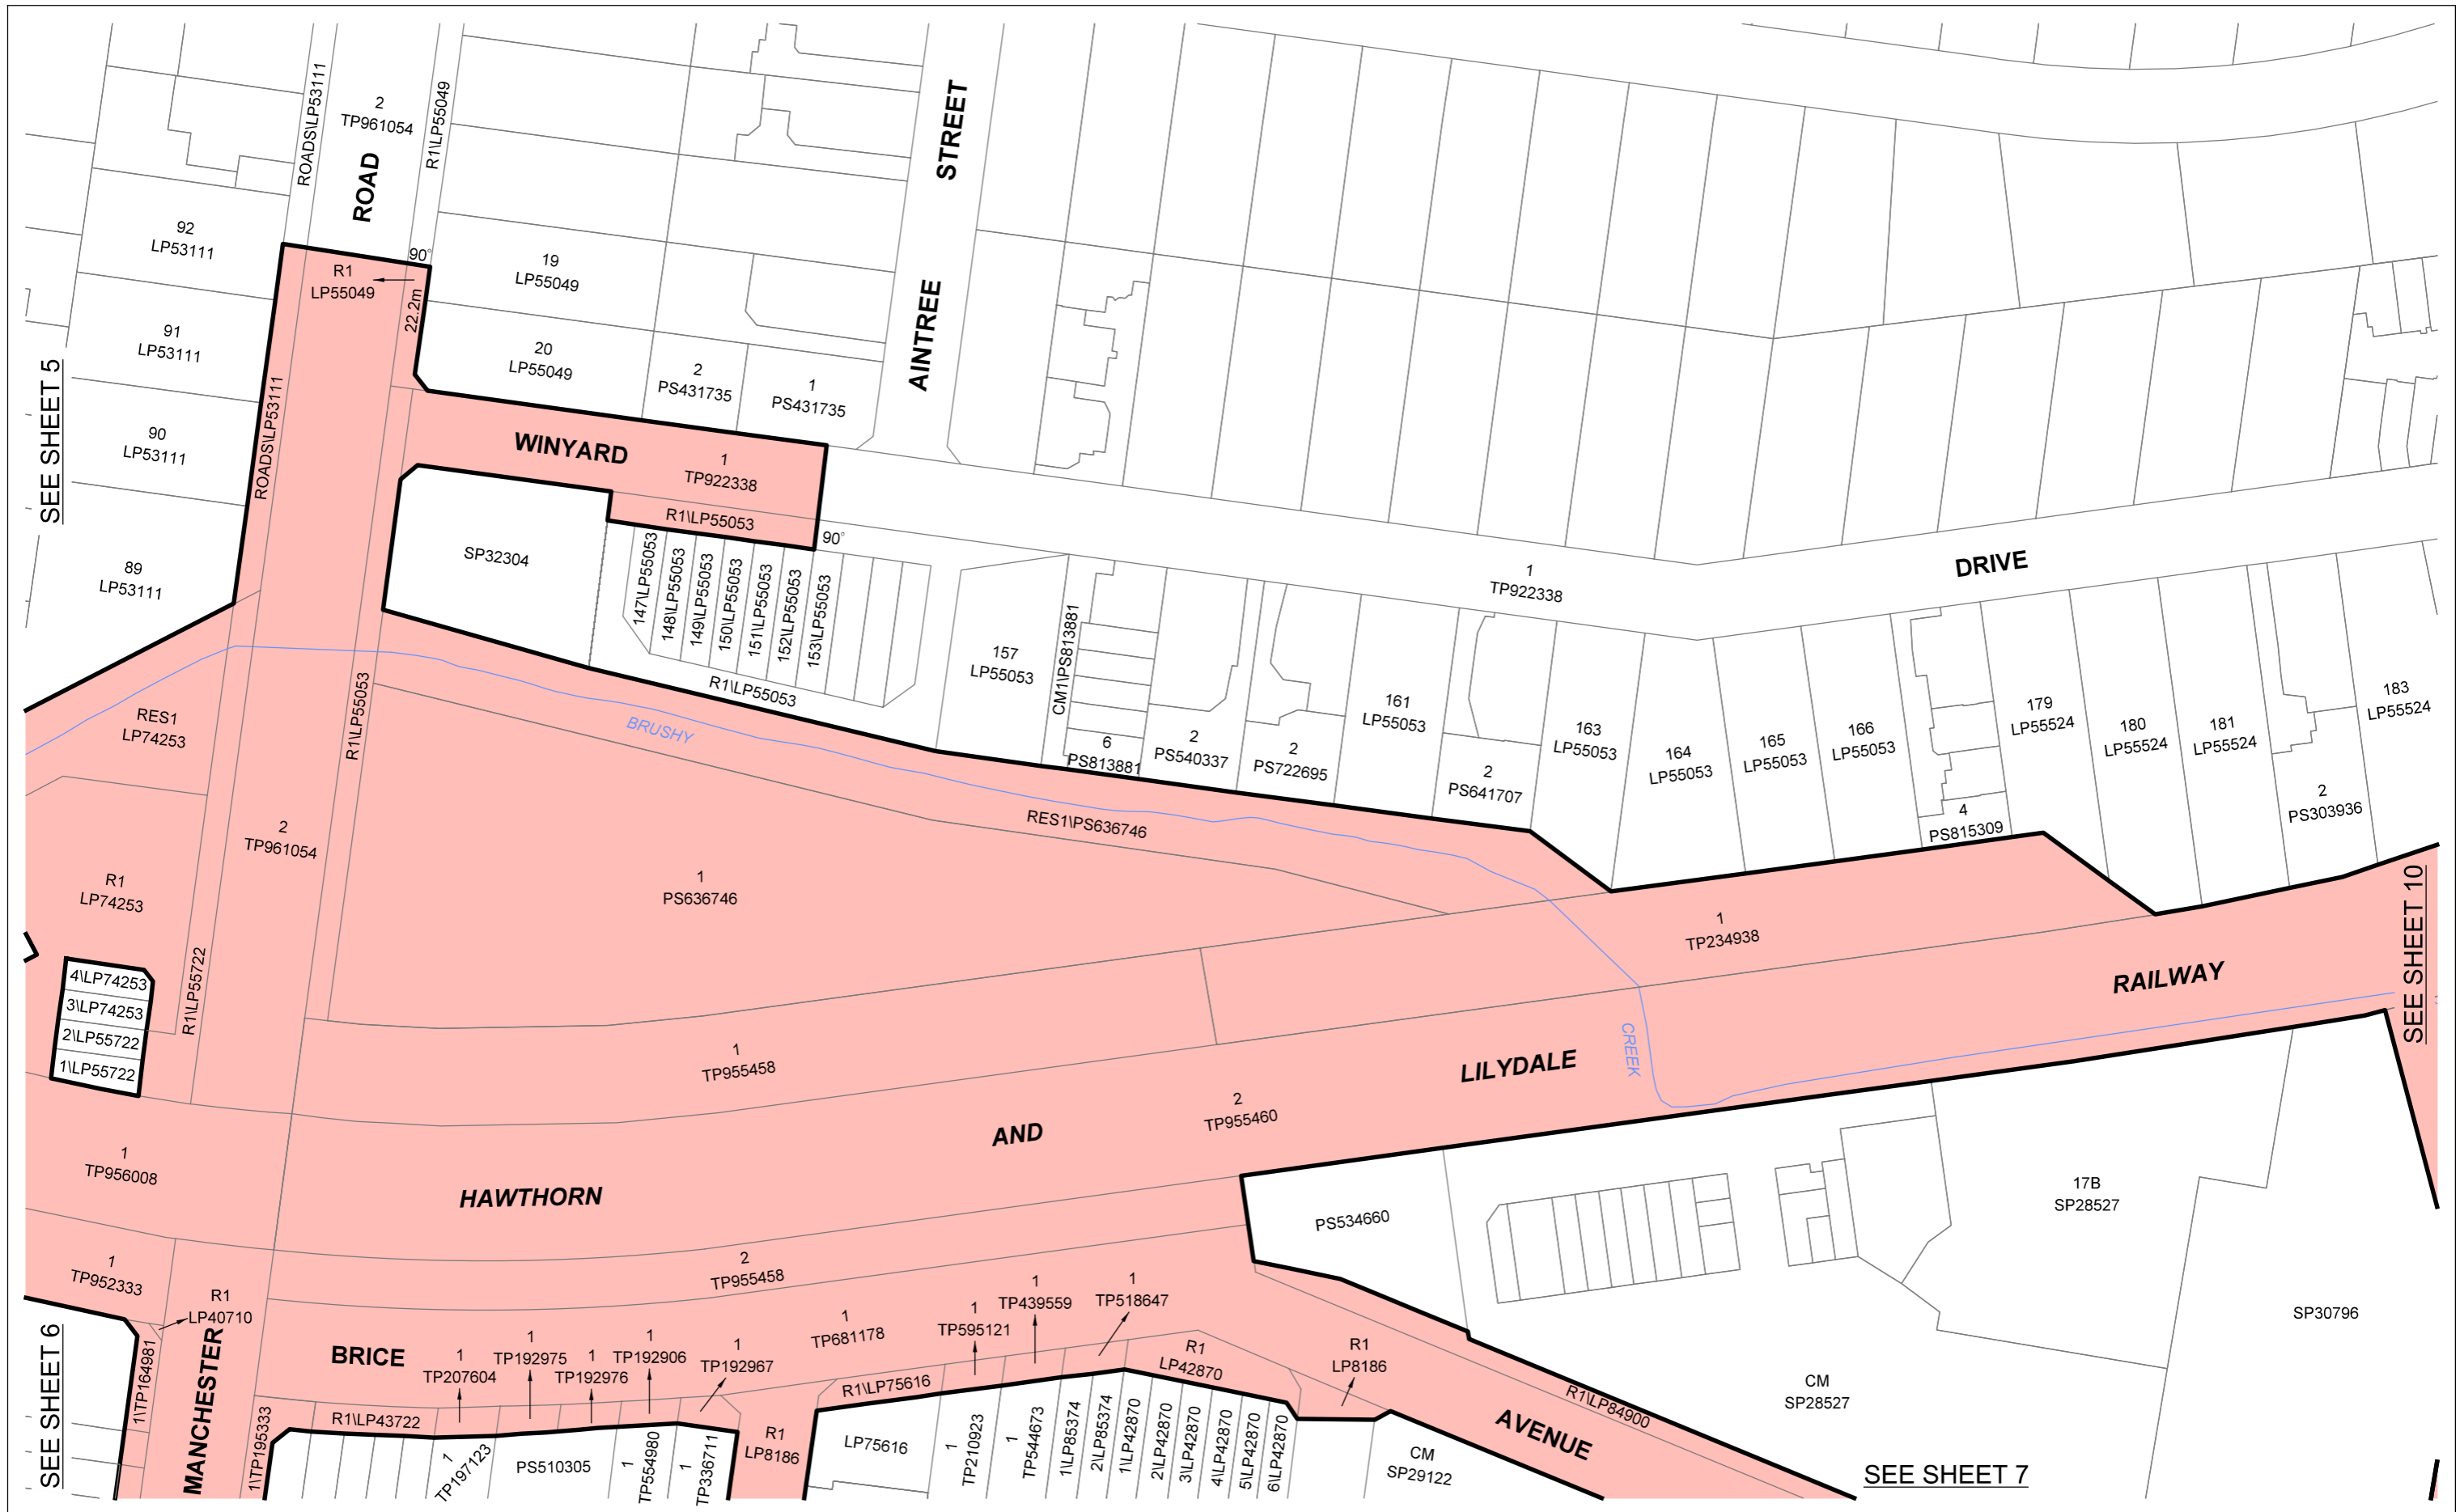 ROADS\LP53111
2
TP961054
ROAD
R1\LP55049
STREET
AINTREE
92
LP53111
90°
R1
LP55049
22.2m
19
LP55049
91
LP53111
20
LP55049
2
PS431735
1
PS431735
SEE SHEET 5
90
LP53111
ROADS\LP53111
WINYARD
1
TP922338
R1\LP55053
90°
89
LP53111
SP32304
147\LP55053
148\LP55053
149\LP55053
150\LP55053
151\LP55053
152\LP55053
153\LP55053
R1\LP55053
157
LP55053
CM1\PS813881
6
PS813881
2
PS540337
2
PS722695
161
LP55053
2
PS641707
1
TP922338
DRIVE
163
LP55053
164
LP55053
165
LP55053
166
LP55053
4
PS815309
179
LP55524
180
LP55524
181
LP55524
2
PS303936
183
LP55524
RES1
LP74253
R1\LP55053
BRUSHY
RES1\PS636746
2
TP961054
1
PS636746
R1
LP74253
R1\LP55722
4\LP74253
3\LP74253
2\LP55722
1\LP55722
1
TP234938
RAILWAY
SEE SHEET 10
CREEK
LILYDALE
1
TP955458
2
TP955460
AND
HAWTHORN
1
TP956008
17B
SP28527
PS534660
SP30796
1
TP952333
R1
LP40710
2
TP955458
SEE SHEET 6
1\TP164981
MANCHESTER
1\TP195333
BRICE
1
TP207604
1
TP192975
1
TP192976
1
TP192906
1
TP192967
1
TP681178
1
TP595121
1
TP439559
1
TP518647
R1\LP43722
R1\LP75616
R1
LP42870
R1
LP8186
R1\LP84900
AVENUE
CM
SP28527
1
TP197123
PS510305
1
TP554980
1
TP336711
R1
LP8186
LP75616
1
TP210923
1
TP544673
1\LP85374
2\LP85374
1\LP42870
2\LP42870
3\LP42870
4\LP42870
5\LP42870
6\LP42870
CM
SP29122
SEE SHEET 7